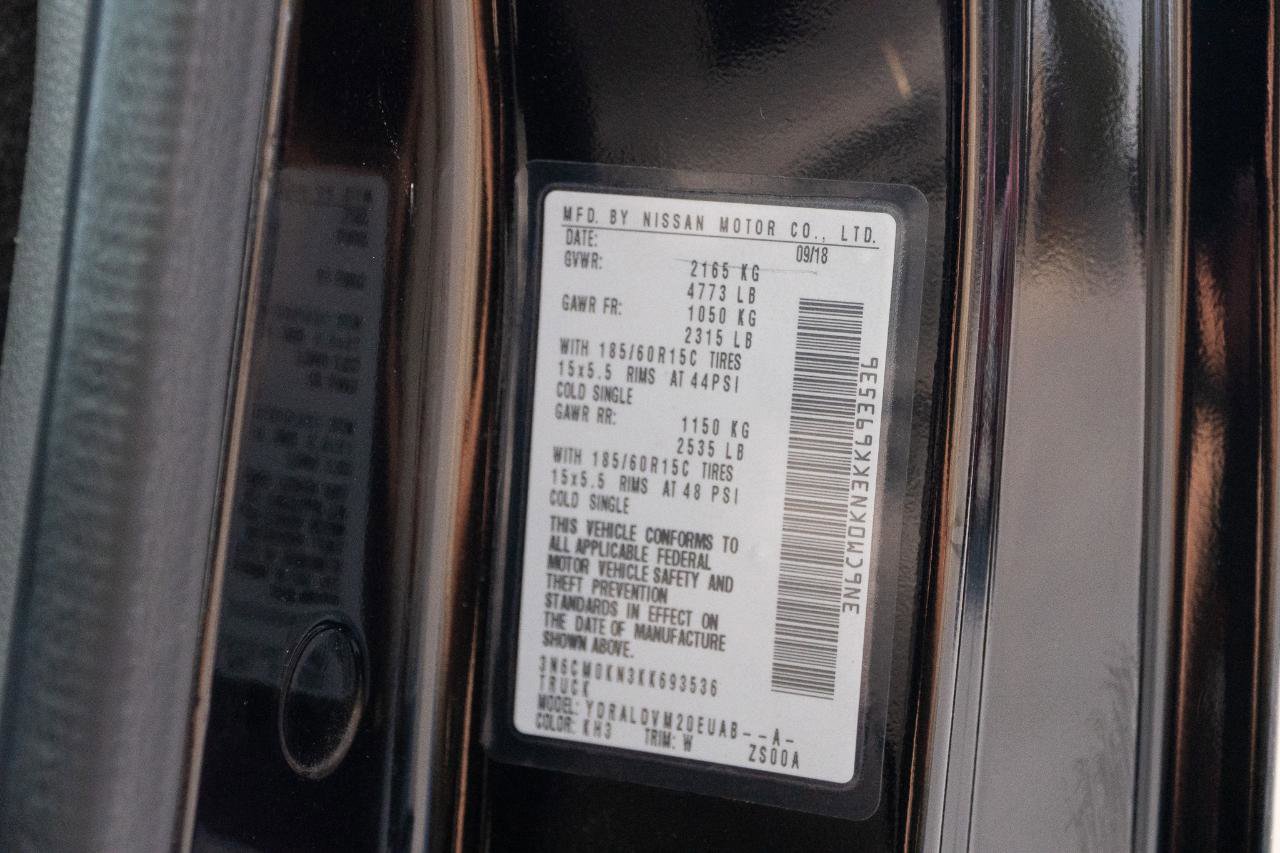 MFD. BY NISSAN MOTOR CO., LTD.
DATE: 09/18
GVWR: 2165 KG
4773 LB
GAWR FR: 1050 KG
2315 LB
WITH 185/60R15C TIRES
15x5.5 RIMS AT 44PSI
COLD SINGLE
GAWR RR: 1150 KG
2535 LB
WITH 185/60R15C TIRES
15x5.5 RIMS AT 48 PSI
COLD SINGLE
THIS VEHICLE CONFORMS TO
ALL APPLICABLE FEDERAL
MOTOR VEHICLE SAFETY AND
THEFT PREVENTION
STANDARDS IN EFFECT ON
THE DATE OF MANUFACTURE
SHOWN ABOVE.
3N6CM0KN3KK693536
TRUCK
MODEL: YDRALDVM20EUAB--A-
COLOR: KH3 TRIM: W ZS00A
3N6CM0KN3KK693536